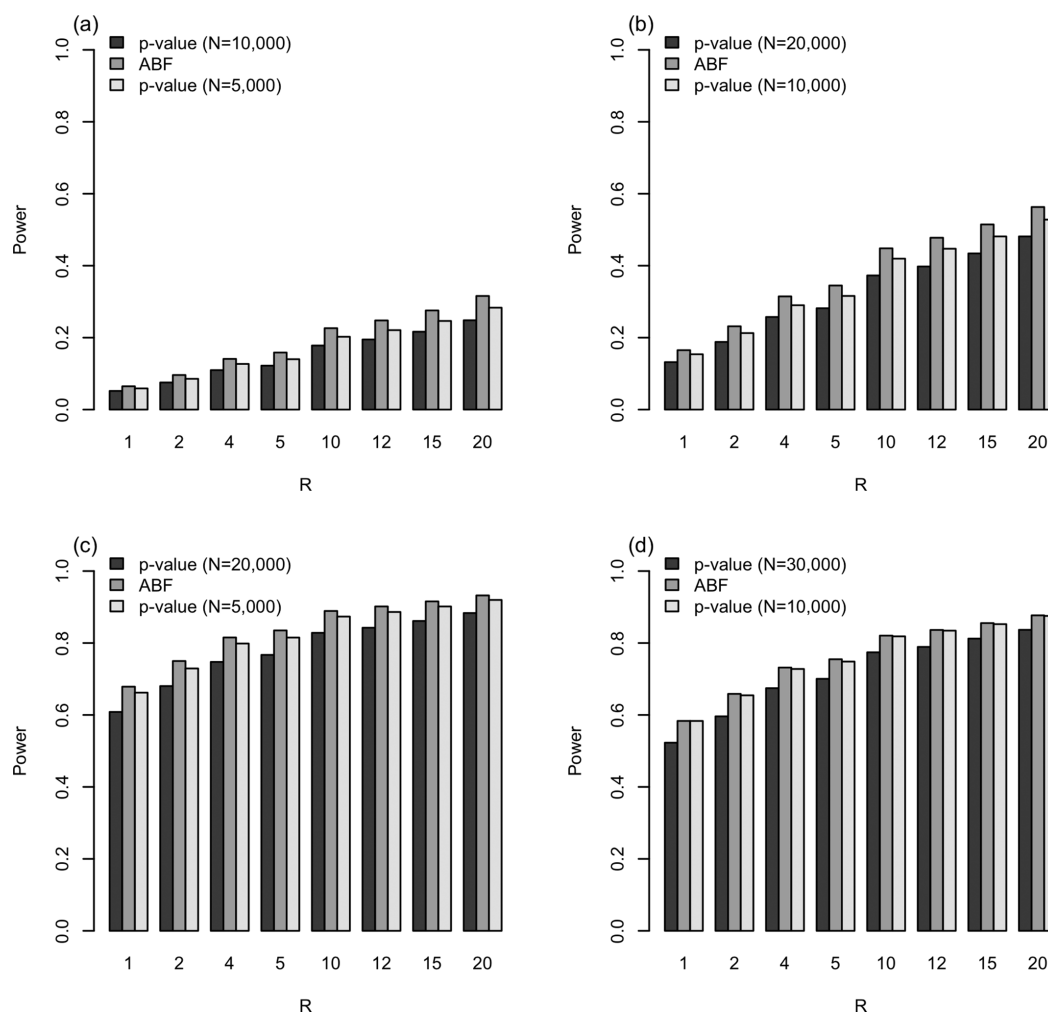 (a)
p-value (N=10,000)
ABF
p-value (N=5,000)
Power
0.0 0.2 0.4 0.6 0.8 1.0
1 2 4 5 10 12 15 20
R
(b)
p-value (N=20,000)
ABF
p-value (N=10,000)
Power
0.0 0.2 0.4 0.6 0.8 1.0
1 2 4 5 10 12 15 20
R
(c)
p-value (N=20,000)
ABF
p-value (N=5,000)
Power
0.0 0.2 0.4 0.6 0.8 1.0
1 2 4 5 10 12 15 20
R
(d)
p-value (N=30,000)
ABF
p-value (N=10,000)
Power
0.0 0.2 0.4 0.6 0.8 1.0
1 2 4 5 10 12 15 20
R